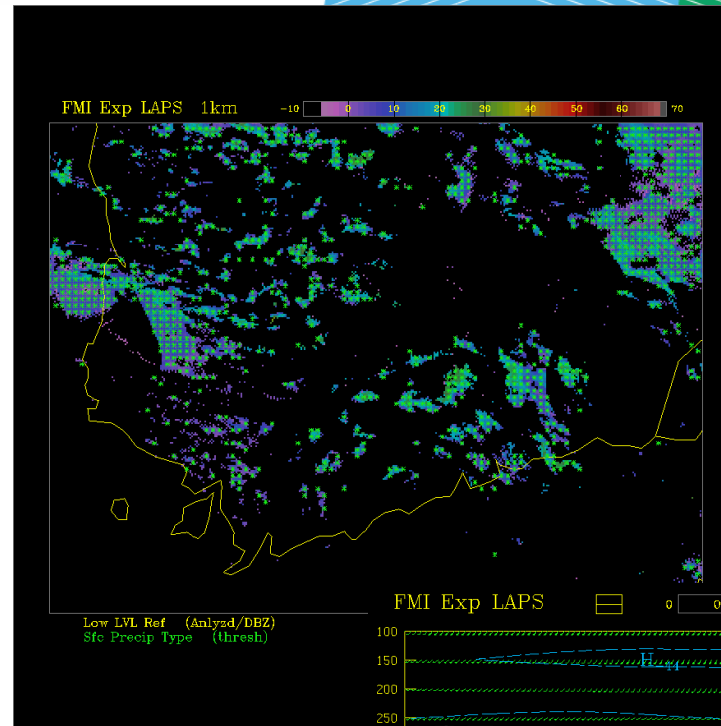 FMI Exp LAPS 1km
-10 0 10 20 30 40 50 60 70
Low LVL Ref (Anlyzd/DBZ)
Sfc Precip Type (thresh)
FMI Exp LAPS 0
100
150
H
44
200
250